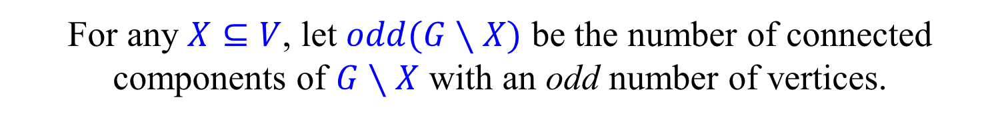 For any 𝑋 ⊆ 𝑉, let 𝑜𝑑𝑑(𝐺 \ 𝑋) be the number of connected
components of 𝐺 \ 𝑋 with an odd number of vertices.